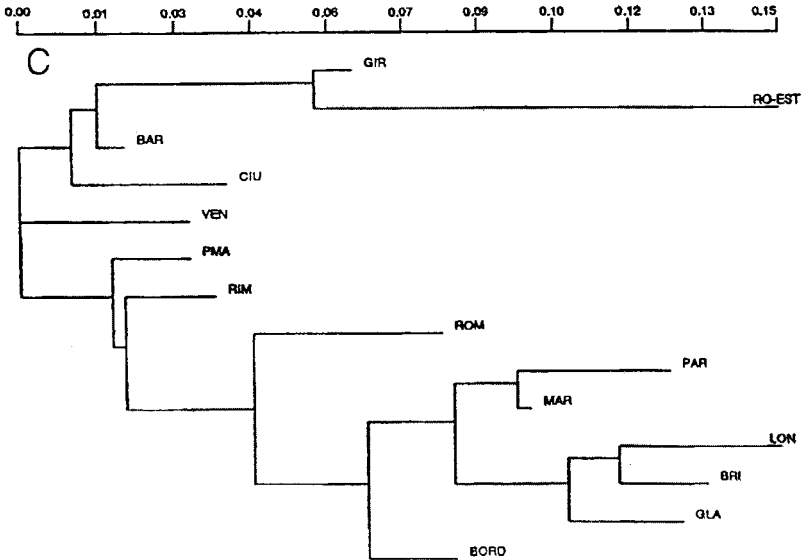 0.00 0.01 0.03 0.04 0.06 0.07 0.09 0.10 0.12 0.13 0.15
C
GIR
RO-EST
BAR
CIU
VEN
PMA
RIM
ROM
PAR
MAR
LON
BRI
GLA
BORD